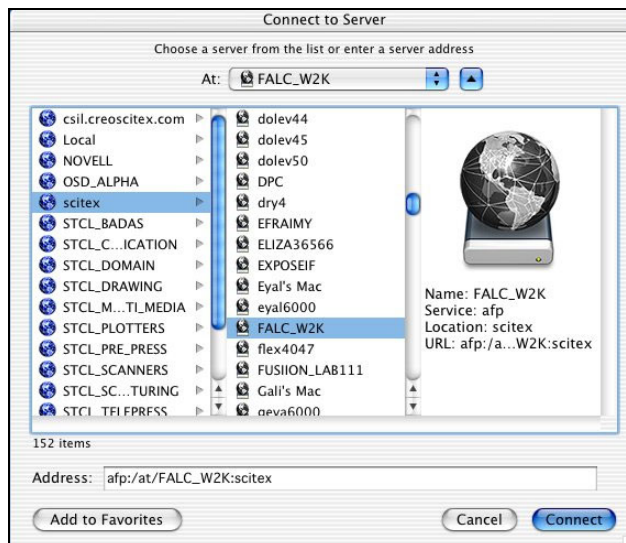 Connect to Server
Choose a server from the list or enter a server address
At: FALC_W2K
csil.creoscitex.com
Local
NOVELL
OSD_ALPHA
scitex
STCL_BADAS
STCL_C...ICATION
STCL_DOMAIN
STCL_DRAWING
STCL_M...TI_MEDIA
STCL_PLOTTERS
STCL_PRE_PRESS
STCL_SCANNERS
STCL_SC...TURING
STCL_TELEPRESS
dolev44
dolev45
dolev50
DPC
dry4
EFRAIMY
ELIZA36566
EXPOSEIF
Eyal's Mac
eyal6000
FALC_W2K
flex4047
FUSIION_LAB111
Gali's Mac
geva6000
Name: FALC_W2K
Service: afp
Location: scitex
URL: afp:/a...W2K:scitex
152 items
Address: afp:/at/FALC_W2K:scitex
Add to Favorites
Cancel
Connect